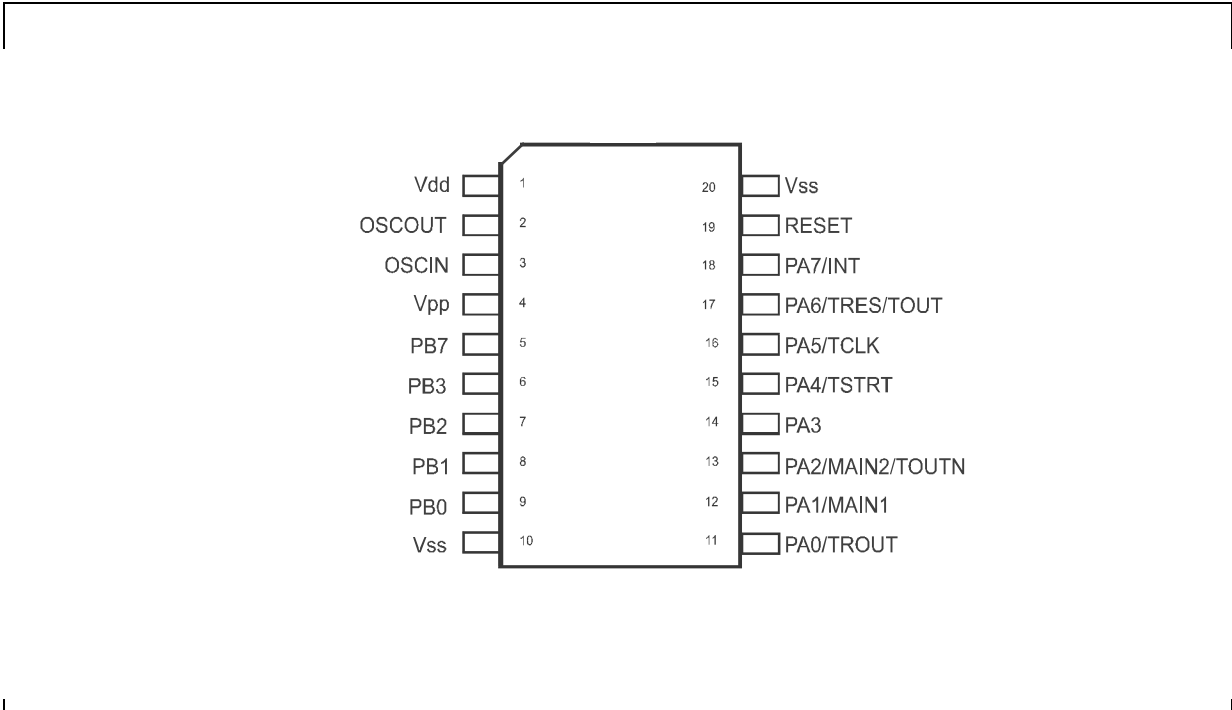 Vdd 1 20 Vss
OSCOUT 2 19 RESET
OSCIN 3 18 PA7/INT
Vpp 4 17 PA6/TRES/TOUT
PB7 5 16 PA5/TCLK
PB3 6 15 PA4/TSTRT
PB2 7 14 PA3
PB1 8 13 PA2/MAIN2/TOUTN
PB0 9 12 PA1/MAIN1
Vss 10 11 PA0/TROUT